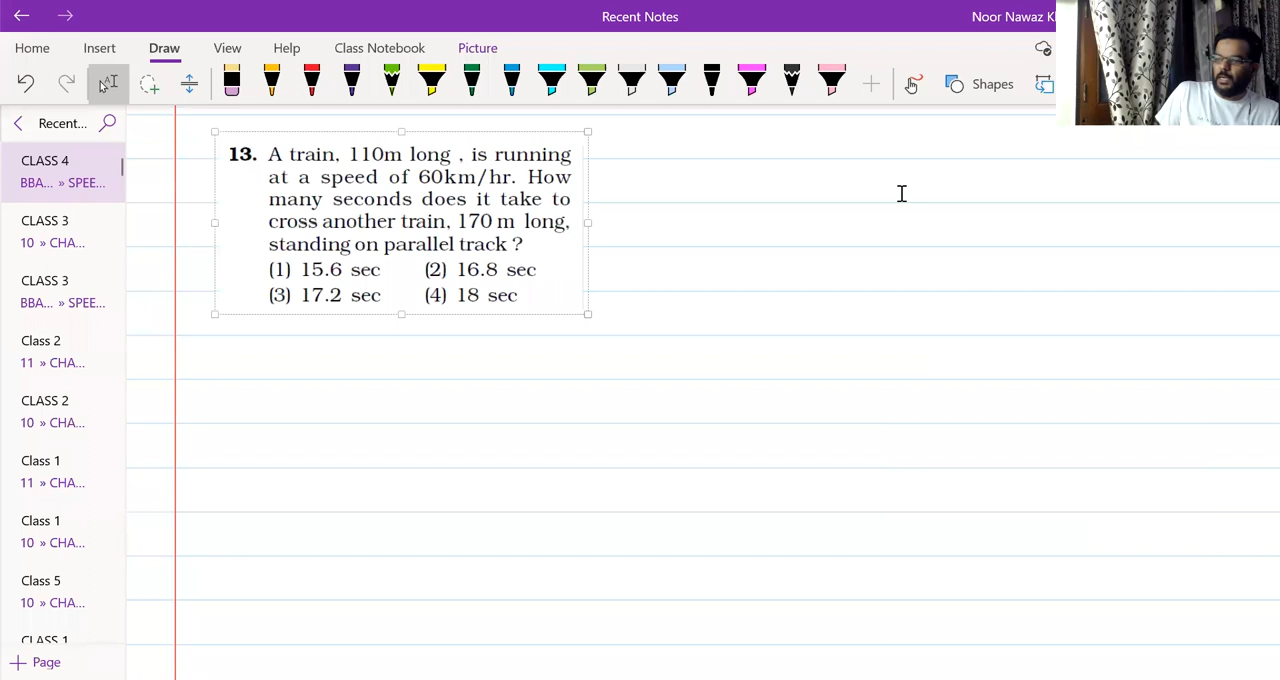 Recent Notes
Noor Nawaz Kh
Home Insert Draw View Help Class Notebook Picture
Shapes
Recent...
CLASS 4
BBA... » SPEE...
CLASS 3
10 » CHA...
CLASS 3
BBA... » SPEE...
Class 2
11 » CHA...
CLASS 2
10 » CHA...
Class 1
11 » CHA...
Class 1
10 » CHA...
Class 5
10 » CHA...
CLASS 1
Page
13. A train, 110m long , is running
at a speed of 60km/hr. How
many seconds does it take to
cross another train, 170 m long,
standing on parallel track ?
(1) 15.6 sec (2) 16.8 sec
(3) 17.2 sec (4) 18 sec